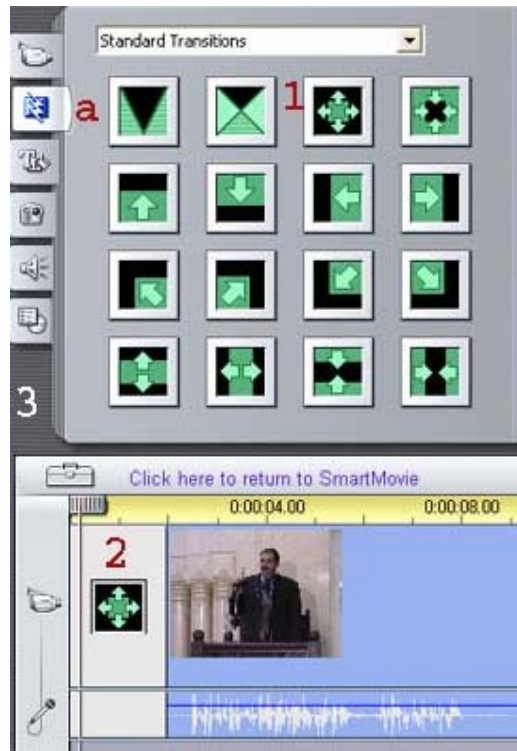 Standard Transitions
a
1
3
Click here to return to SmartMovie
0:00:04.00
0:00:08.00
2